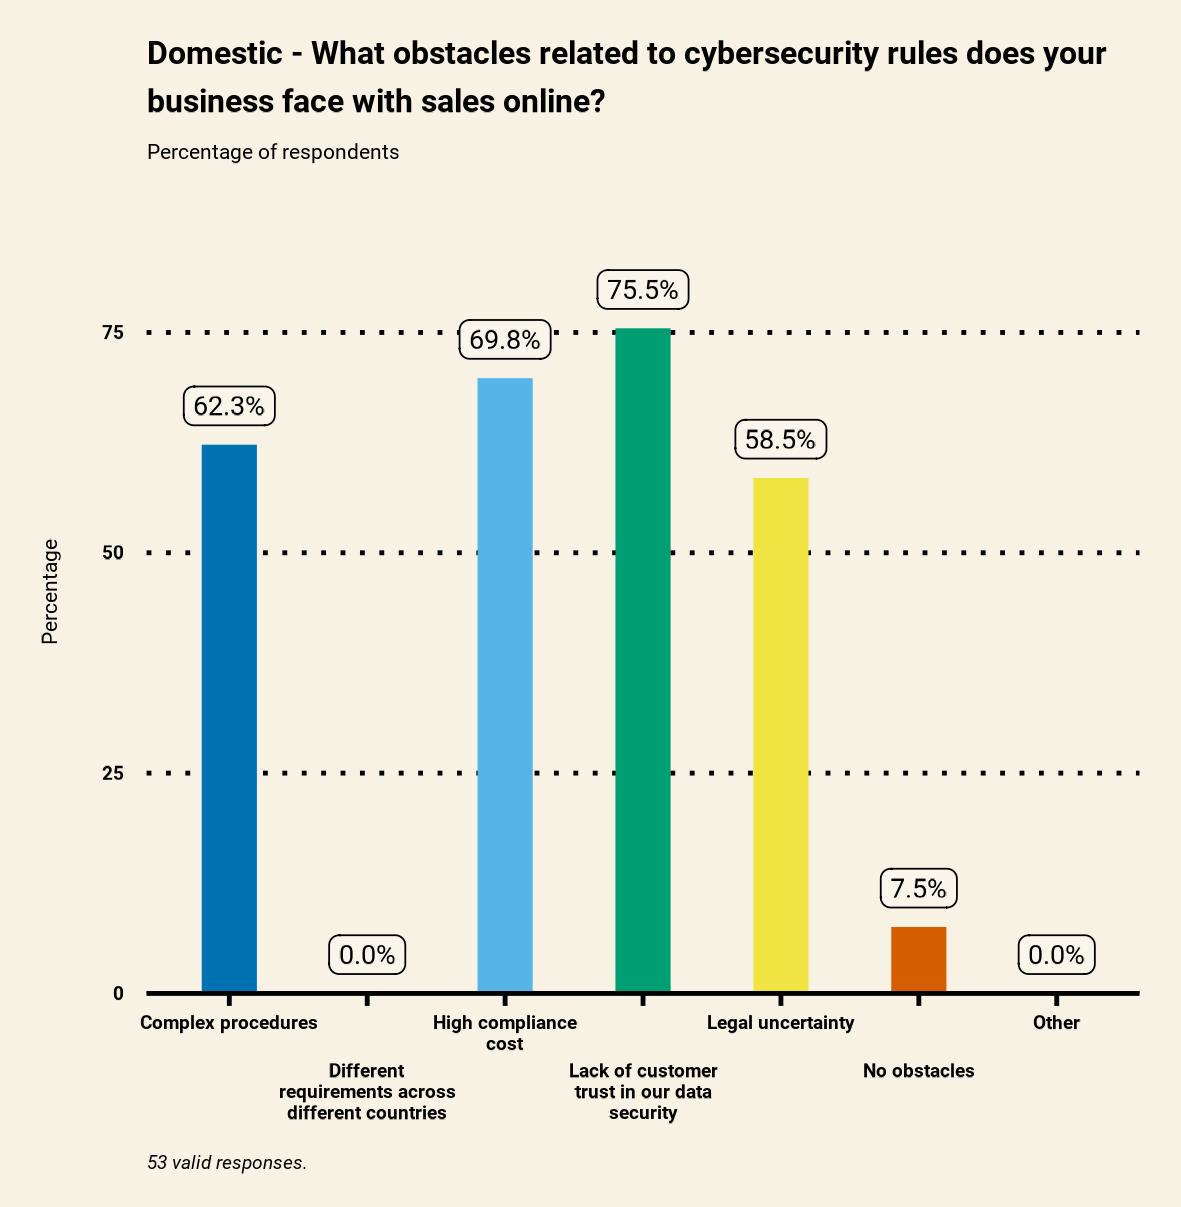 Domestic - What obstacles related to cybersecurity rules does your
business face with sales online?
Percentage of respondents
75.5%
75
69.8%
62.3%
58.5%
50
Percentage
25
7.5%
0.0%
0.0%
0
Complex procedures
High compliance
cost
Legal uncertainty
Other
Different
requirements across
different countries
Lack of customer
trust in our data
security
No obstacles
53 valid responses.